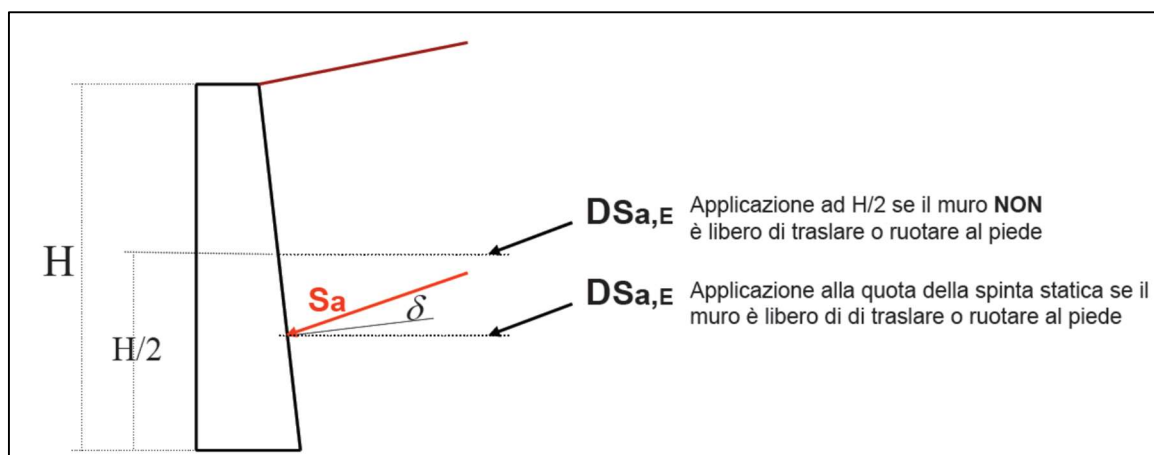 DSa,E Applicazione ad H/2 se il muro NON
è libero di traslare o ruotare al piede
H
Sa
δ
DSa,E Applicazione alla quota della spinta statica se il
muro è libero di di traslare o ruotare al piede
H/2